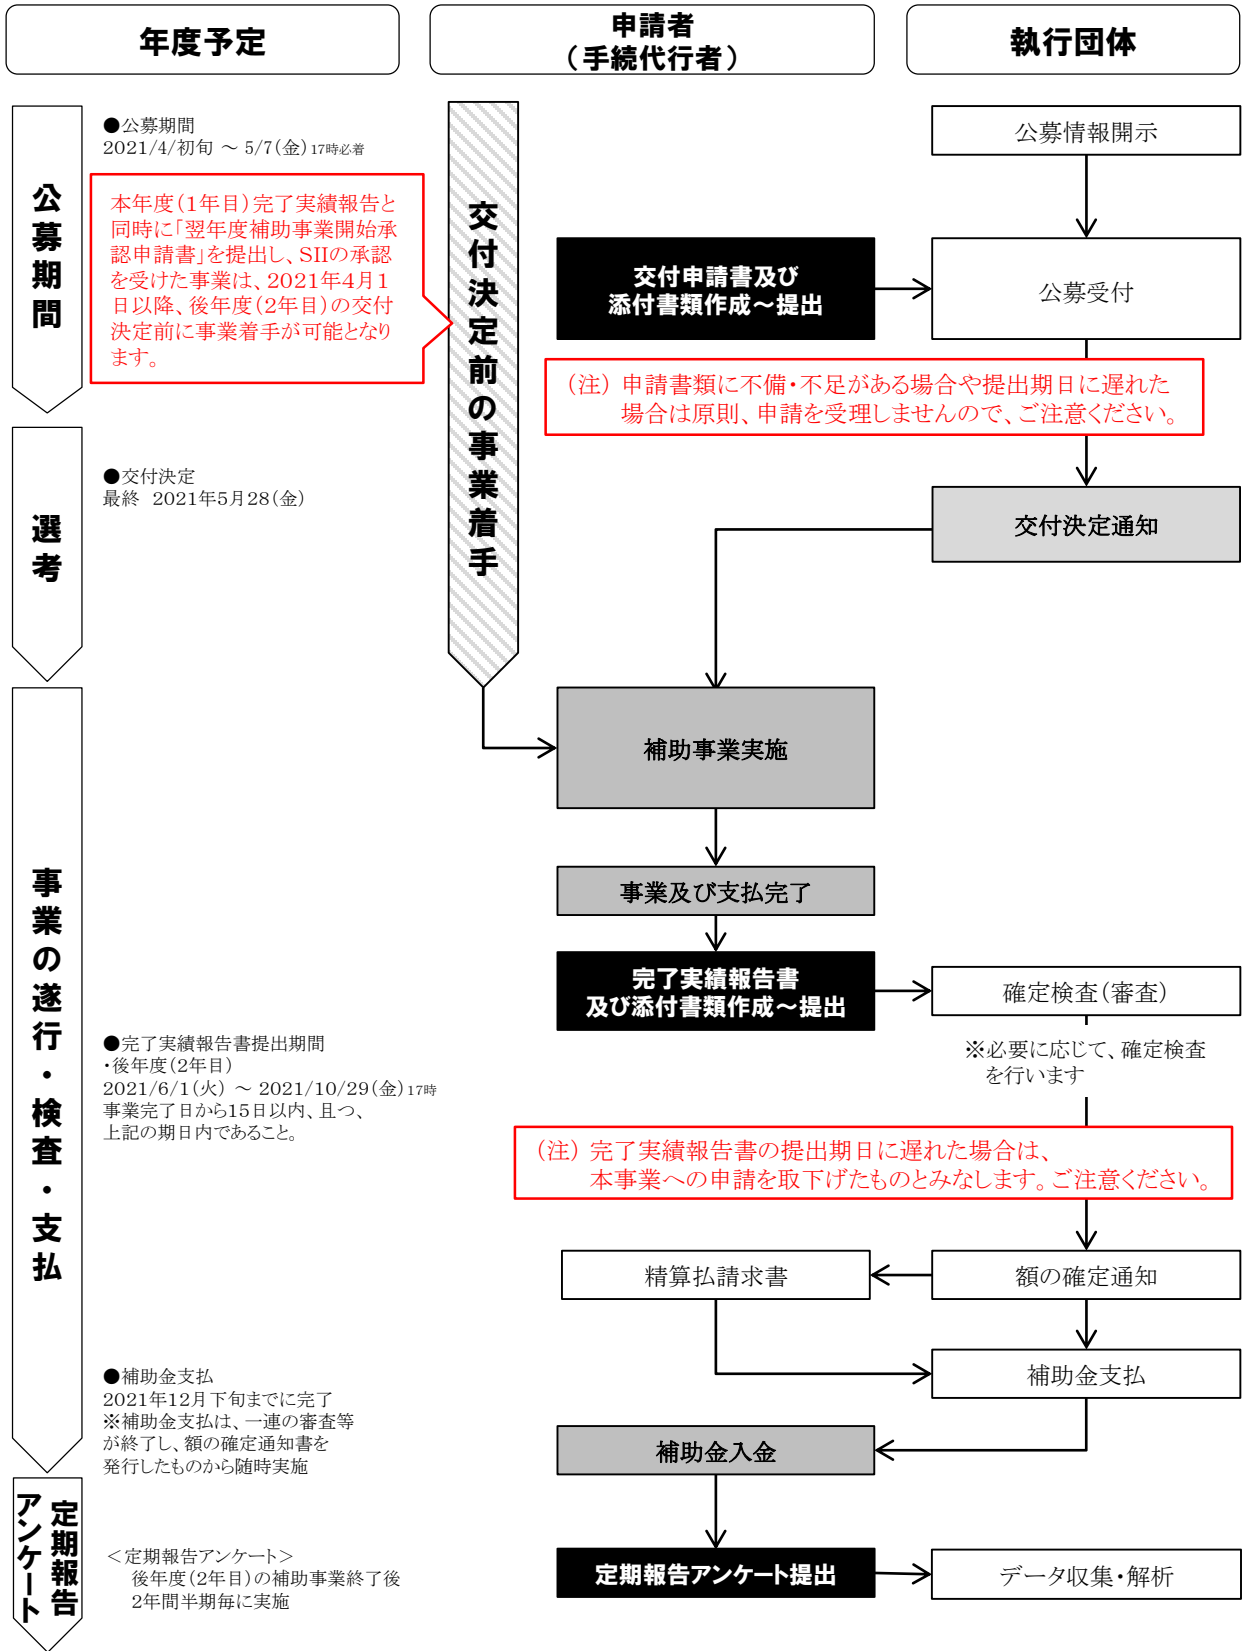 年度予定
申請者
（手続代行者）
執行団体
公募期間
●公募期間
2021/4/初旬 ～ 5/7(金) 17時必着
本年度(1年目)完了実績報告と
同時に「翌年度補助事業開始承
認申請書」を提出し、SIIの承認
を受けた事業は、2021年4月1
日以降、後年度(2年目)の交付
決定前に事業着手が可能となり
ます。
交付決定前の事業着手
公募情報開示
交付申請書及び
添付書類作成～提出
公募受付
（注） 申請書類に不備・不足がある場合や提出期日に遅れた
場合は原則、申請を受理しませんので、ご注意ください。
選考
●交付決定
最終 2021年5月28(金)
交付決定通知
補助事業実施
事業の遂行・検査・支払
事業及び支払完了
完了実績報告書
及び添付書類作成～提出
確定検査(審査)
※必要に応じて、確定検査
を行います
●完了実績報告書提出期間
・後年度(2年目)
2021/6/1(火) ～ 2021/10/29(金) 17時
事業完了日から15日以内、且つ、
上記の期日内であること。
（注） 完了実績報告書の提出期日に遅れた場合は、
本事業への申請を取下げたものとみなします。ご注意ください。
精算払請求書
額の確定通知
補助金支払
●補助金支払
2021年12月下旬までに完了
※補助金支払は、一連の審査等
が終了し、額の確定通知書を
発行したものから随時実施
補助金入金
定期報告
アンケート
＜定期報告アンケート＞
後年度(2年目)の補助事業終了後
2年間半期毎に実施
定期報告アンケート提出
データ収集・解析